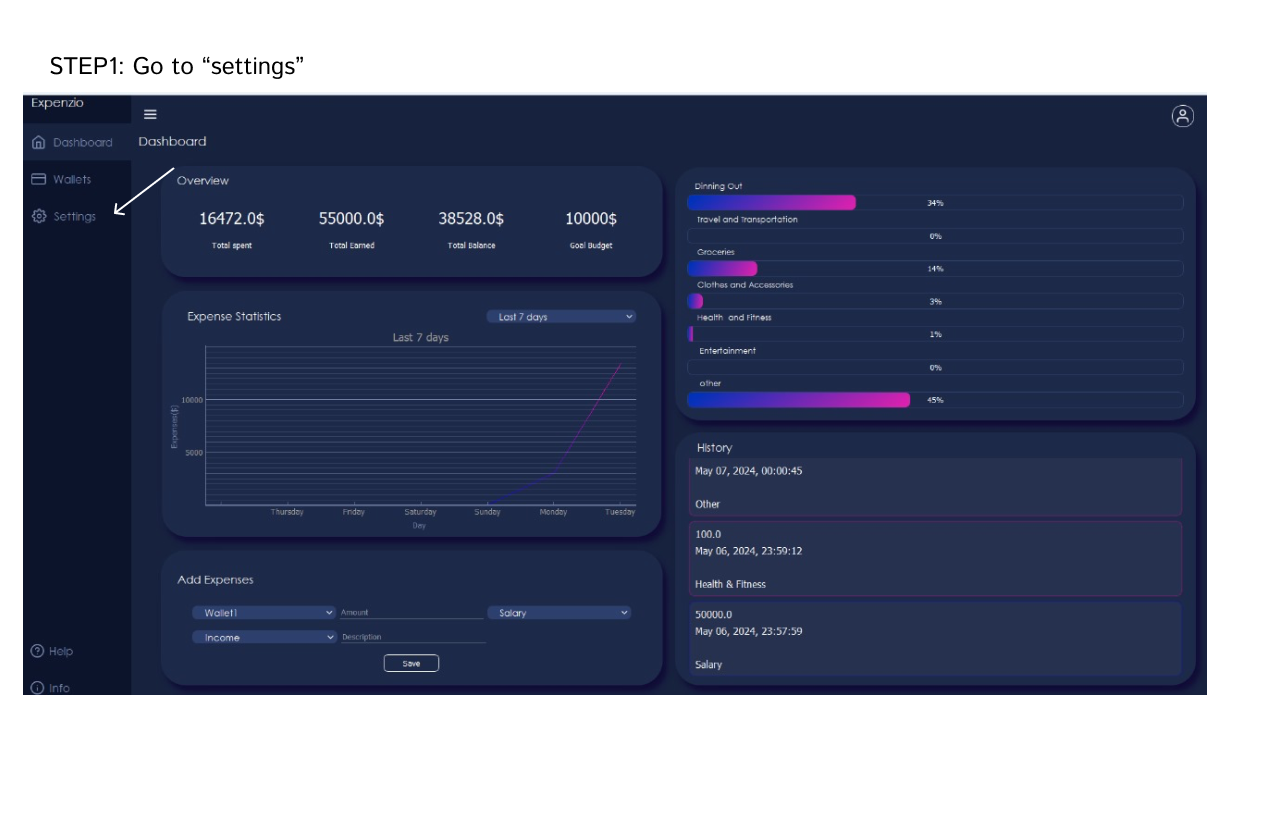 STEP1: Go to “settings”
Expenzio
Dashboard
Wallets
Settings
Help
Info
Dashboard
Overview
16472.0$ 55000.0$ 38528.0$ 10000$
Total spent Total Earned Total Balance Goal Budget
Expense Statistics Last 7 days
Last 7 days
Expenses($)
10000
5000
Thursday Friday Saturday Sunday Monday Tuesday
Day
Add Expenses
Wallet1 Amount Salary
Income Description
Save
Dinning Out
34%
Travel and Transportation
0%
Groceries
14%
Clothes and Accessories
3%
Health and Fitness
1%
Entertainment
0%
other
45%
History
May 07, 2024, 00:00:45
Other
100.0
May 06, 2024, 23:59:12
Health & Fitness
50000.0
May 06, 2024, 23:57:59
Salary